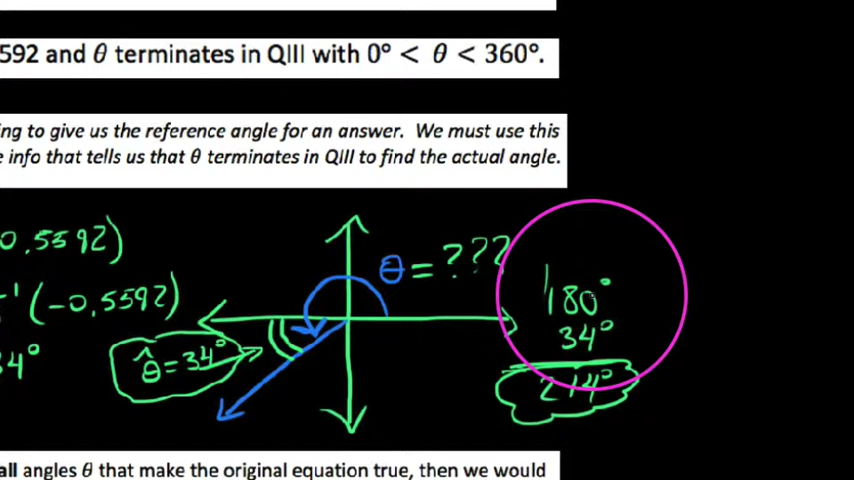 592 and θ terminates in QIII with 0° < θ < 360°.
ing to give us the reference angle for an answer. We must use this
e info that tells us that θ terminates in QIII to find the actual angle.
0.5592)
θ = ???
-¹(-0.5592)
180°
34°
θ̂ = 34°
34°
214°
all angles θ that make the original equation true, then we would